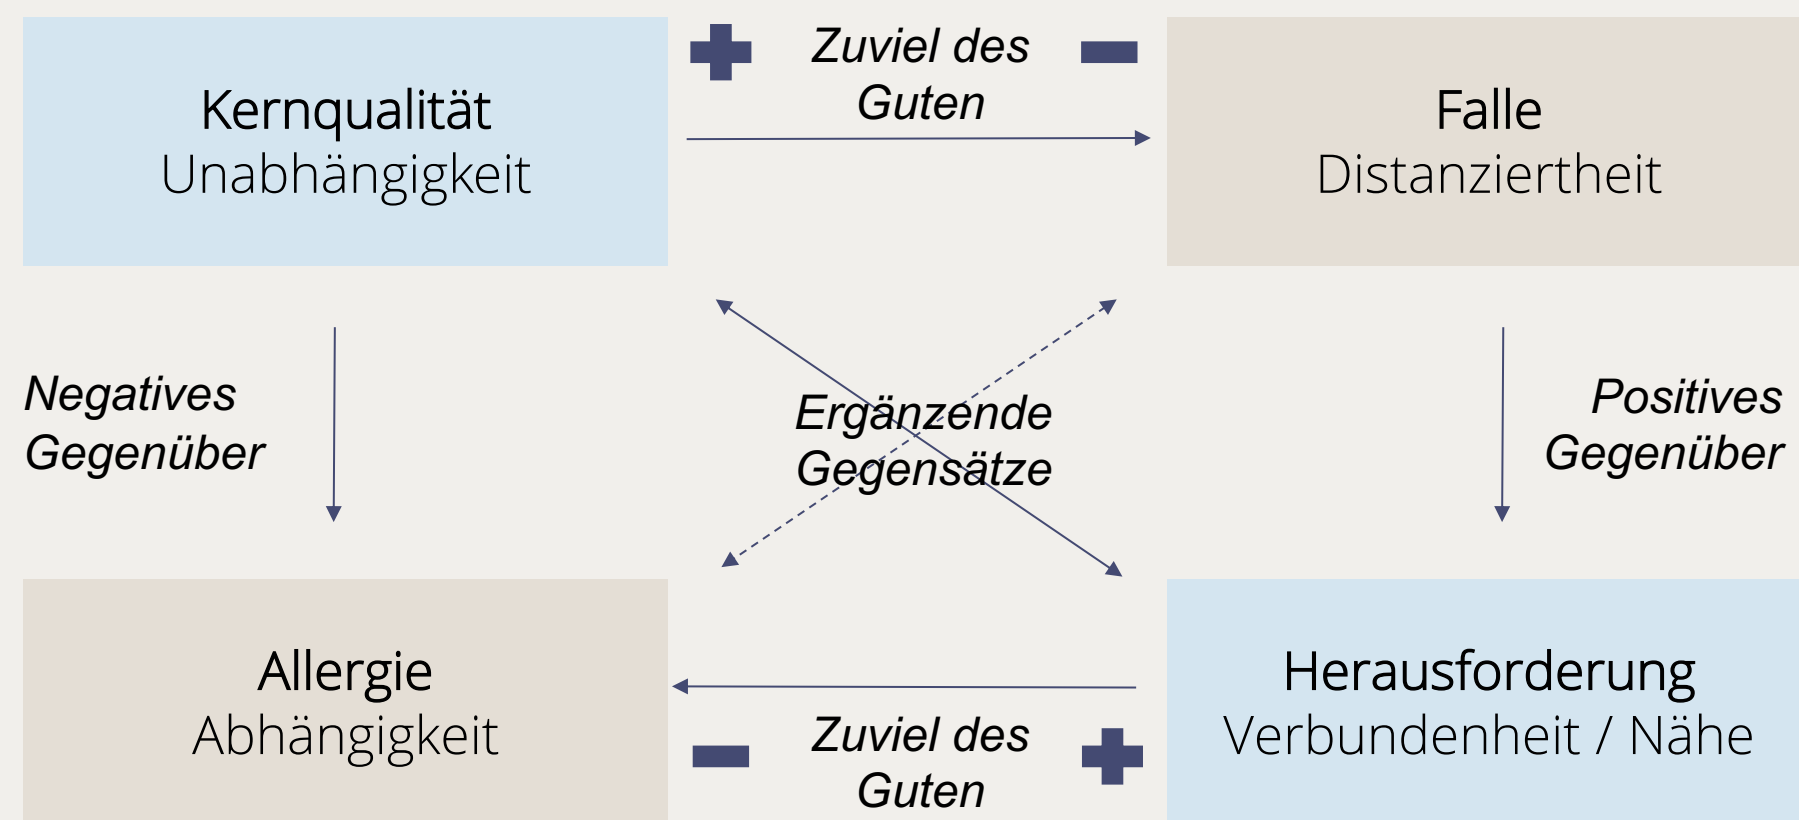 Kernqualität
Unabhängigkeit
Zuviel des
Guten
Falle
Distanziertheit
Negatives
Gegenüber
Ergänzende
Gegensätze
Positives
Gegenüber
Allergie
Abhängigkeit
Zuviel des
Guten
Herausforderung
Verbundenheit / Nähe